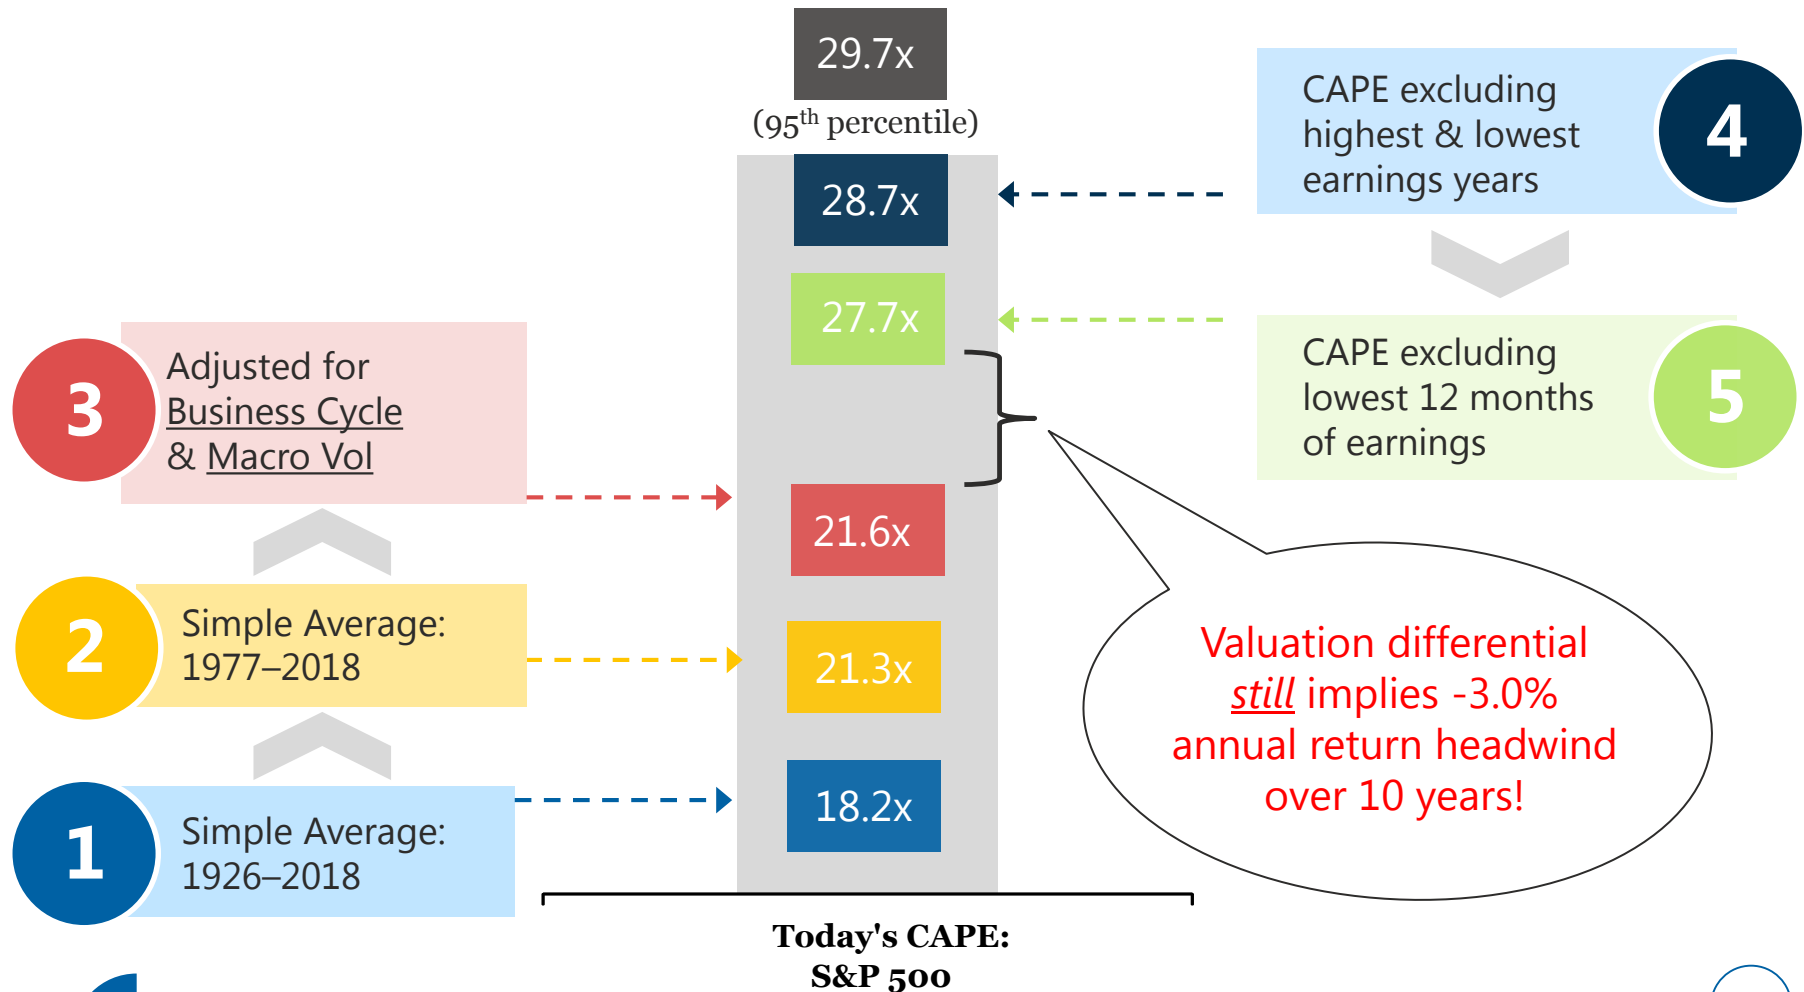 29.7x
(95th percentile)
28.7x
27.7x
21.6x
21.3x
18.2x
Today's CAPE:
S&P 500
3
Adjusted for
Business Cycle
& Macro Vol
2
Simple Average:
1977–2018
1
Simple Average:
1926–2018
CAPE excluding
highest & lowest
earnings years
4
CAPE excluding
lowest 12 months
of earnings
5
Valuation differential
still implies -3.0%
annual return headwind
over 10 years!